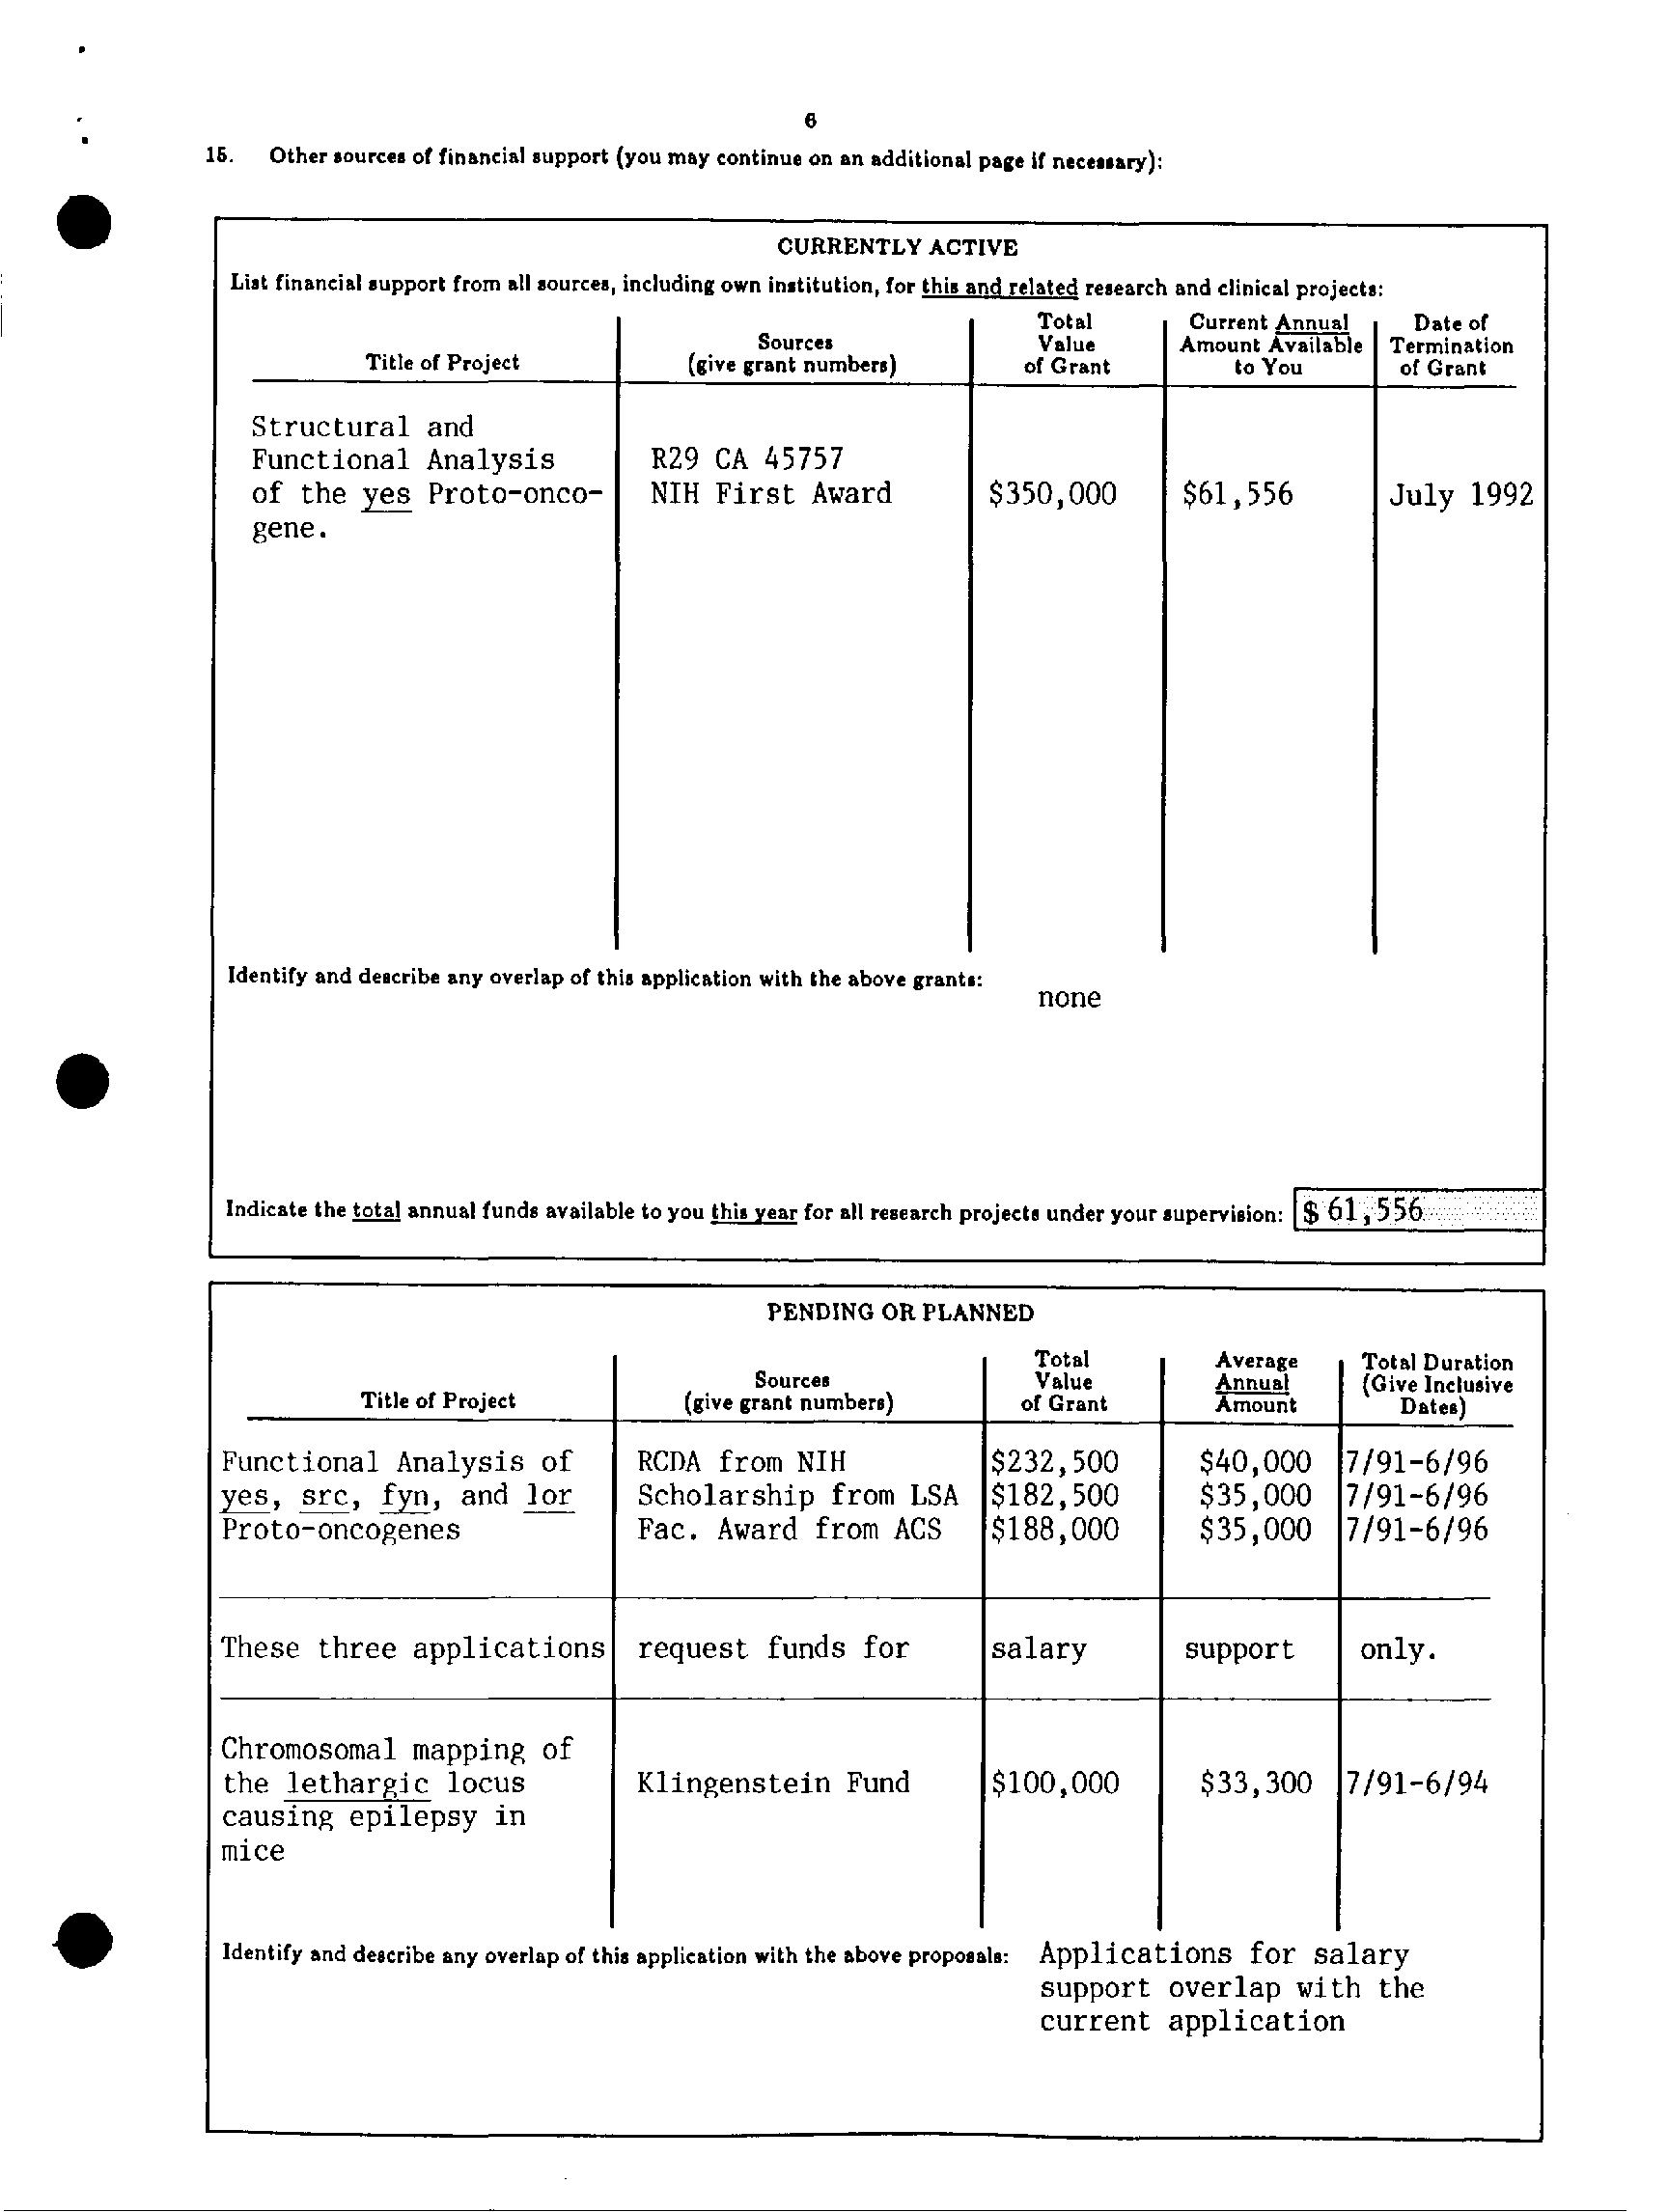 6
15. Other sources of financial support (you may continue on an additional page if necessary):
CURRENTLY ACTIVE
List financial support from all sources, including own institution, for this and related research and clinical projects:
Title of Project
Sources
(give grant numbers)
Total
Value
of Grant
Current Annual
Amount Available
to You
Date of
Termination
of Grant
Structural and
Functional Analysis
of the yes Proto-onco-
gene.
R29 CA 45757
NIH First Award
$350,000
$61,556
July 1992
Identify and describe any overlap of this application with the above grants:
none
Indicate the total annual funds available to you this year for all research projects under your supervision: $ 61,556
PENDING OR PLANNED
Title of Project
Sources
(give grant numbers)
Total
Value
of Grant
Average
Annual
Amount
Total Duration
(Give Inclusive
Dates)
Functional Analysis of
yes, src, fyn, and lor
Proto-oncogenes
RCDA from NIH $232,500 $40,000 7/91-6/96
Scholarship from LSA $182,500 $35,000 7/91-6/96
Fac. Award from ACS $188,000 $35,000 7/91-6/96
These three applications request funds for salary support only.
Chromosomal mapping of
the lethargic locus
causing epilepsy in
mice
Klingenstein Fund $100,000 $33,300 7/91-6/94
Identify and describe any overlap of this application with the above proposals: Applications for salary
support overlap with the
current application